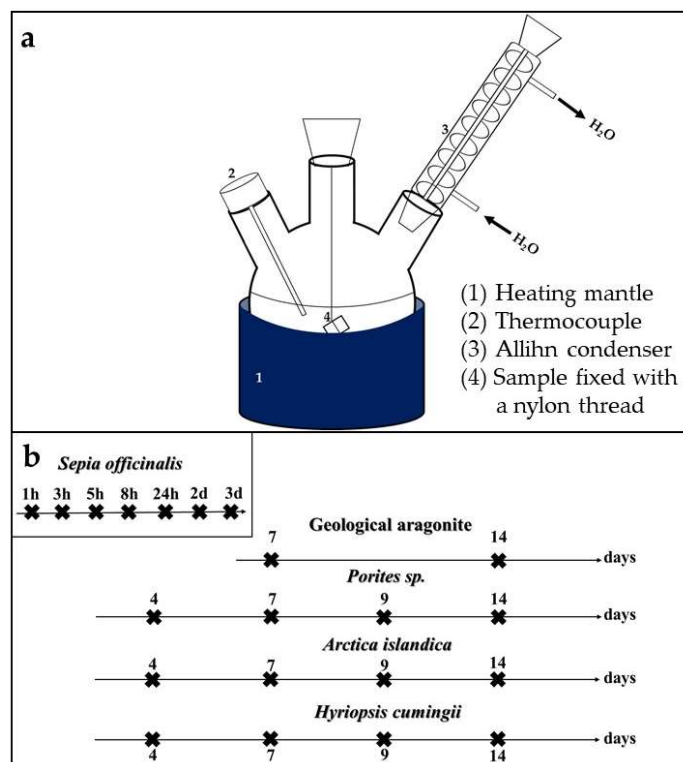 a
2
3
H₂O
H₂O
4
1
(1) Heating mantle
(2) Thermocouple
(3) Allihn condenser
(4) Sample fixed with
a nylon thread
b
Sepia officinalis
1h 3h 5h 8h 24h 2d 3d
Geological aragonite
7 14
days
Porites sp.
4 7 9 14
days
Arctica islandica
4 7 9 14
days
Hyriopsis cumingii
days
4 7 9 14